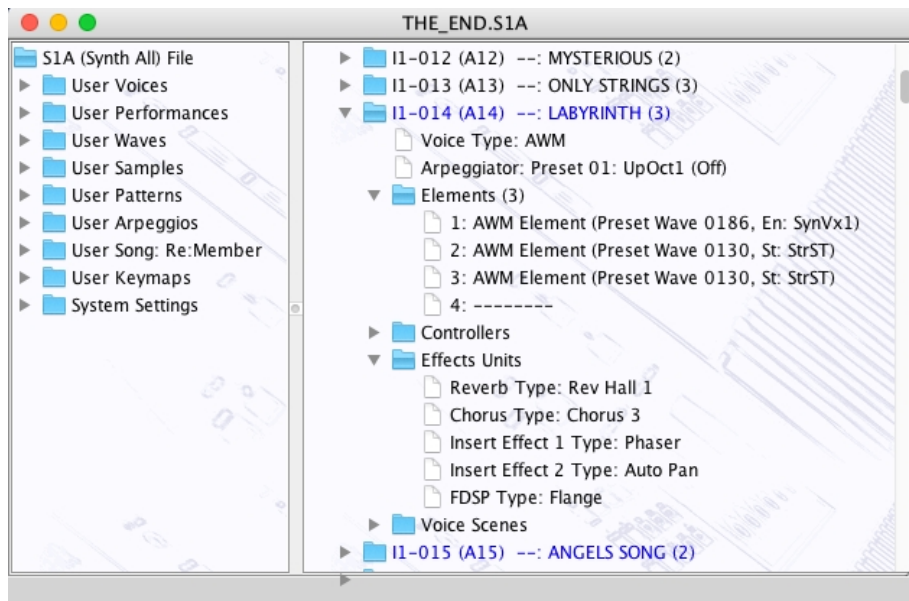 THE_END.S1A
S1A (Synth All) File
User Voices
User Performances
User Waves
User Samples
User Patterns
User Arpeggios
User Song: Re:Member
User Keymaps
System Settings
I1-012 (A12) --: MYSTERIOUS (2)
I1-013 (A13) --: ONLY STRINGS (3)
I1-014 (A14) --: LABYRINTH (3)
Voice Type: AWM
Arpeggiator: Preset 01: UpOct1 (Off)
Elements (3)
1: AWM Element (Preset Wave 0186, En: SynVx1)
2: AWM Element (Preset Wave 0130, St: StrST)
3: AWM Element (Preset Wave 0130, St: StrST)
4: --------
Controllers
Effects Units
Reverb Type: Rev Hall 1
Chorus Type: Chorus 3
Insert Effect 1 Type: Phaser
Insert Effect 2 Type: Auto Pan
FDSP Type: Flange
Voice Scenes
I1-015 (A15) --: ANGELS SONG (2)